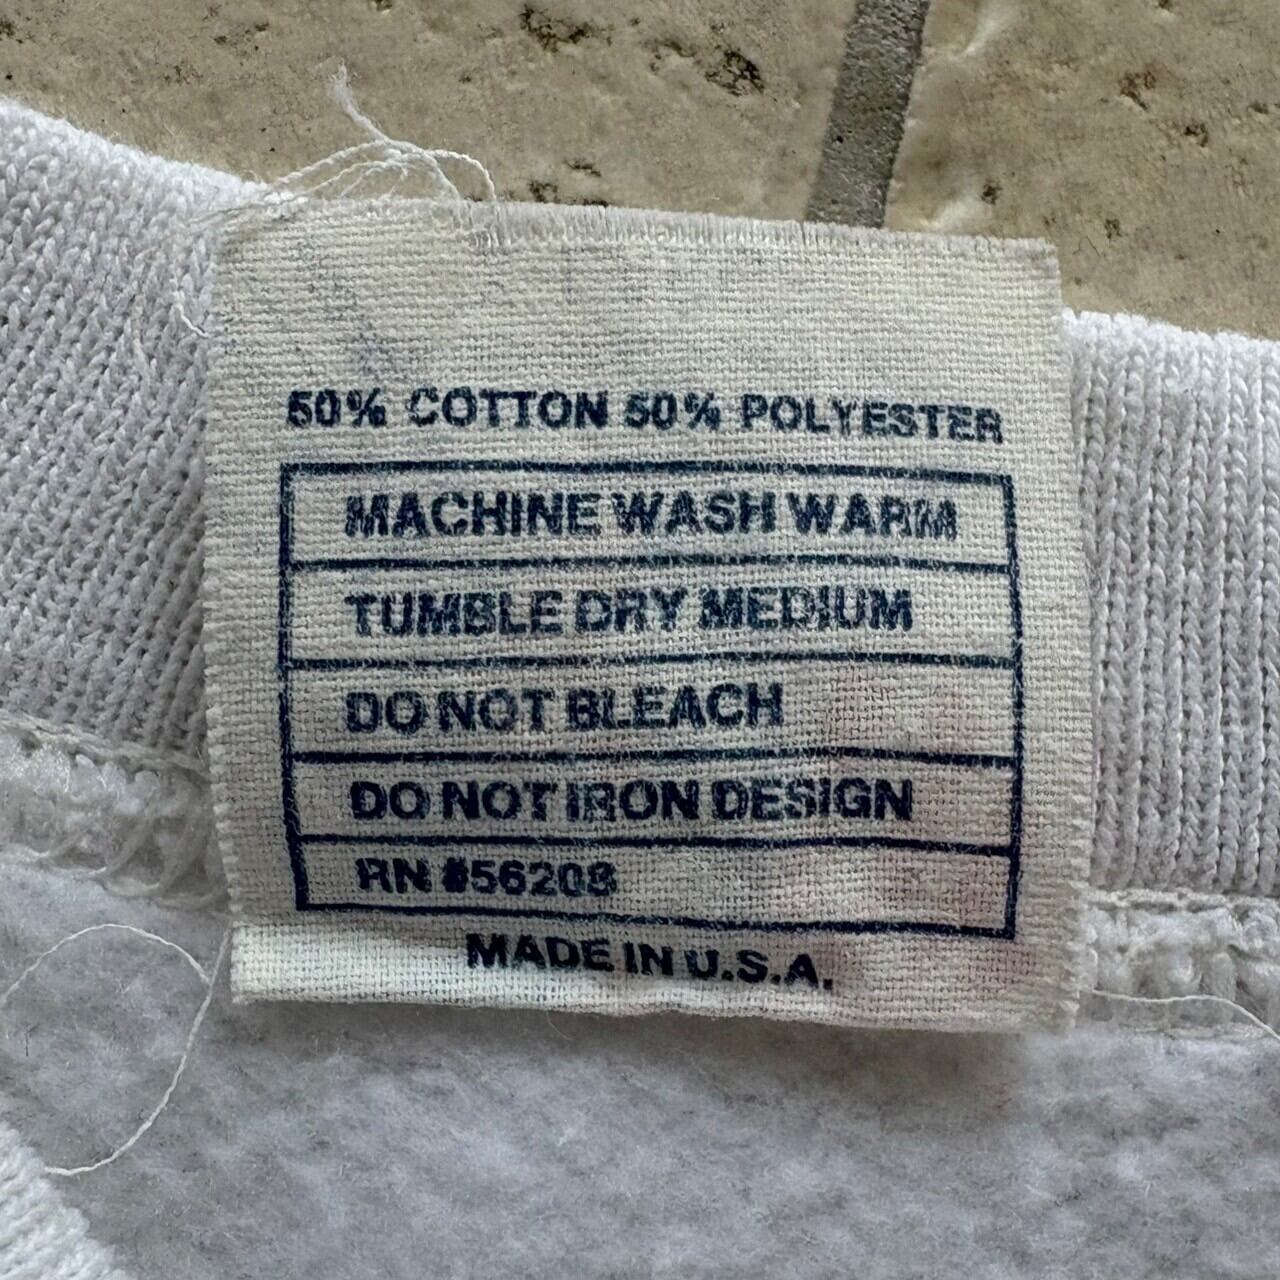 50% COTTON 50% POLYESTER
MACHINE WASH WARM
TUMBLE DRY MEDIUM
DO NOT BLEACH
DO NOT IRON DESIGN
RN #56208
MADE IN U.S.A.